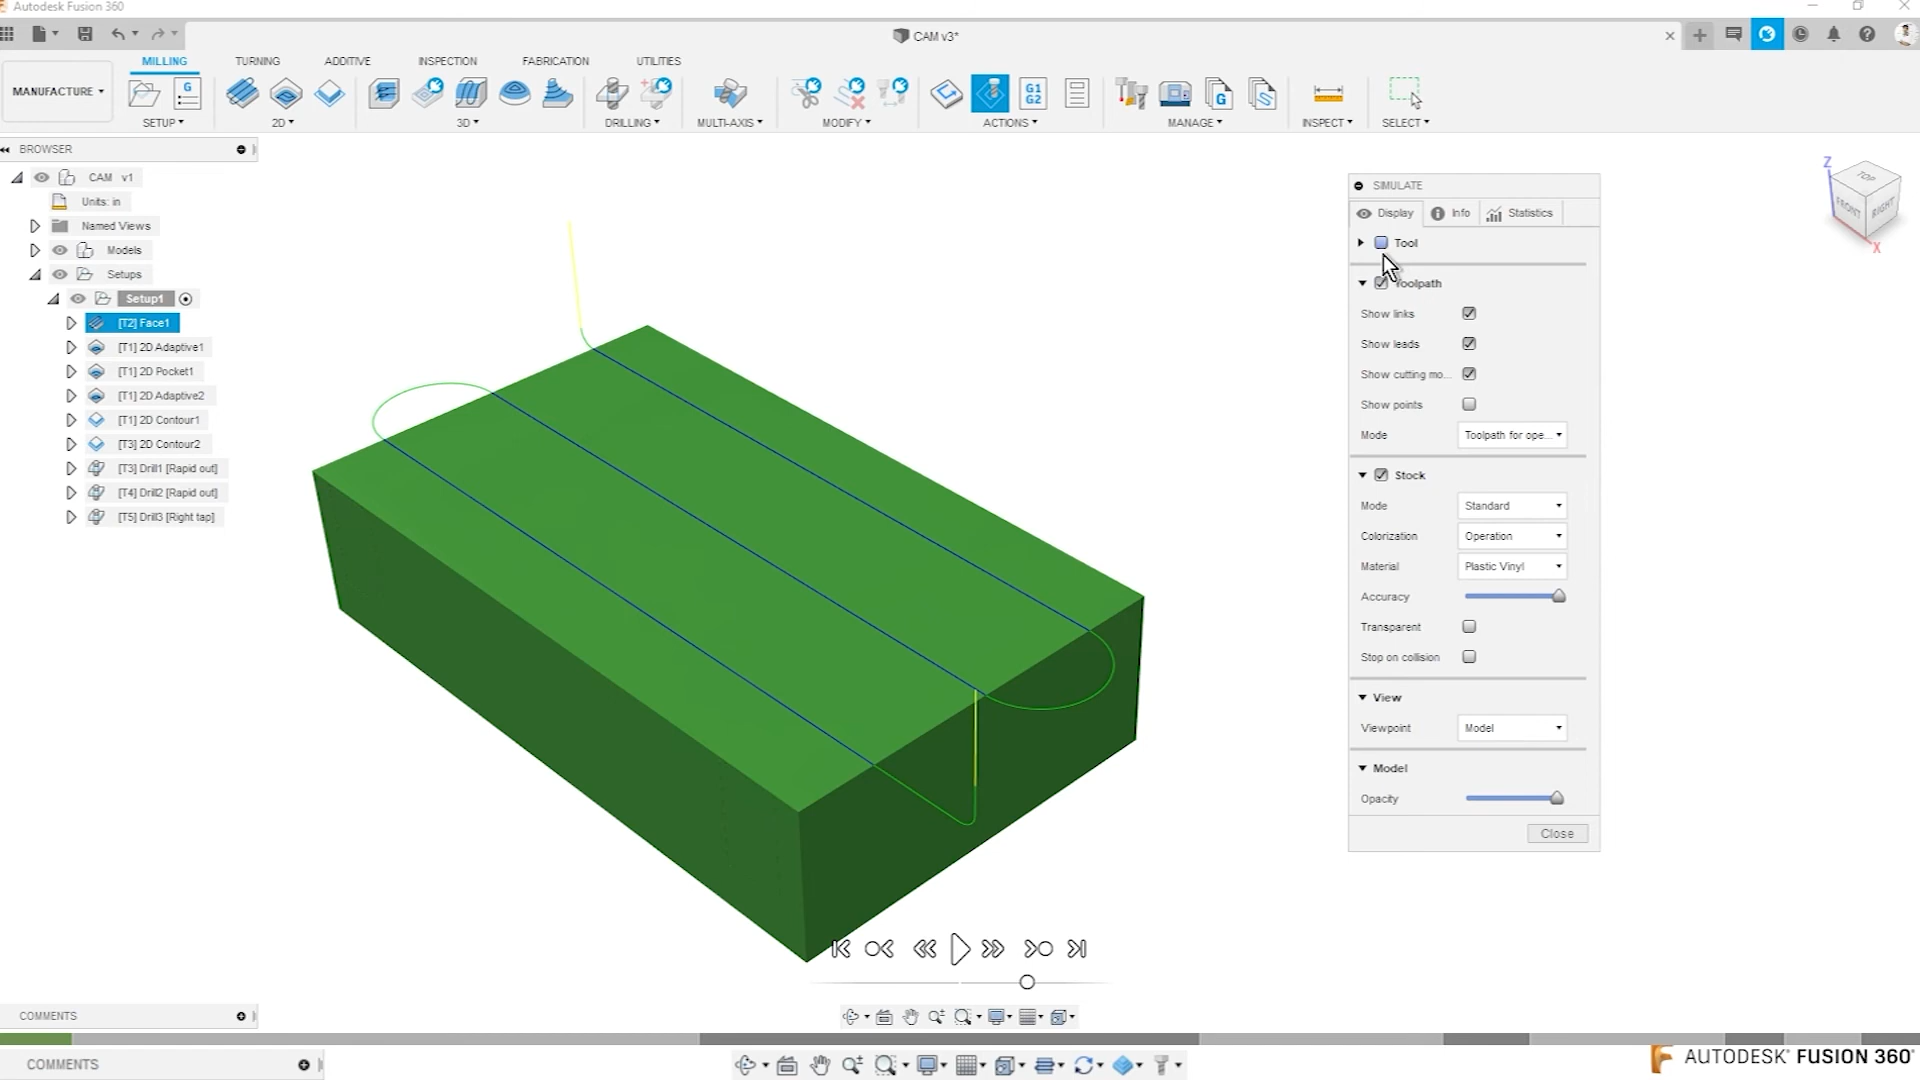 Autodesk Fusion 360
CAM v3*
MILLING
TURNING
ADDITIVE
INSPECTION
FABRICATION
UTILITIES
MANUFACTURE
G
G1
G2
G
SETUP
2D
3D
DRILLING
MULTI-AXIS
MODIFY
ACTIONS
MANAGE
INSPECT
SELECT
BROWSER
CAM v1
Units: in
Named Views
Models
Setups
Setup1
[T2] Face1
[T1] 2D Adaptive1
[T1] 2D Pocket1
[T1] 2D Adaptive2
[T1] 2D Contour1
[T3] 2D Contour2
[T3] Drill1 [Rapid out]
[T4] Drill2 [Rapid out]
[T5] Drill3 [Right tap]
SIMULATE
Display
Info
Statistics
Tool
Toolpath
Show links
Show leads
Show cutting mo...
Show points
Mode
Toolpath for ope...
Stock
Mode
Standard
Colorization
Operation
Material
Plastic Vinyl
Accuracy
Transparent
Stop on collision
View
Viewpoint
Model
Model
Opacity
Close
Z
TOP
FRONT
RIGHT
X
COMMENTS
COMMENTS
AUTODESK® FUSION 360°